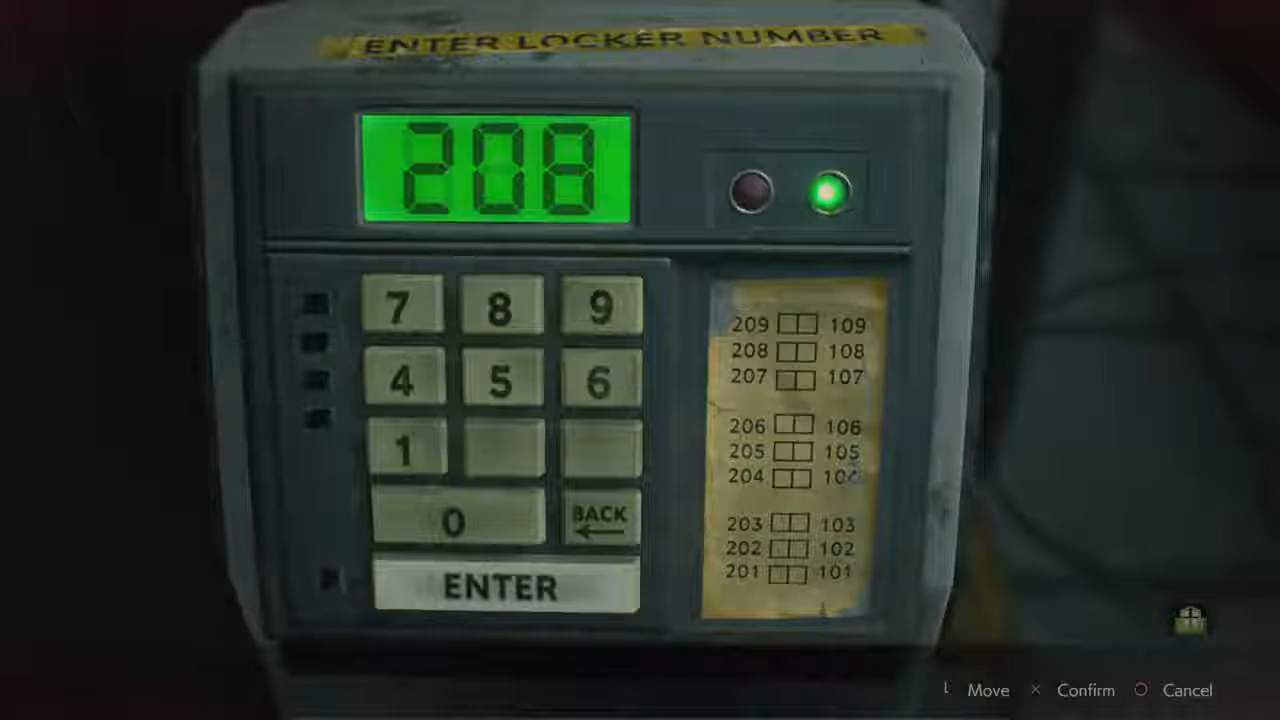 ENTER LOCKER NUMBER
208
7 8 9
4 5 6
1
0 BACK
ENTER
209 109
208 108
207 107
206 106
205 105
204 104
203 103
202 102
201 101
L Move × Confirm Cancel